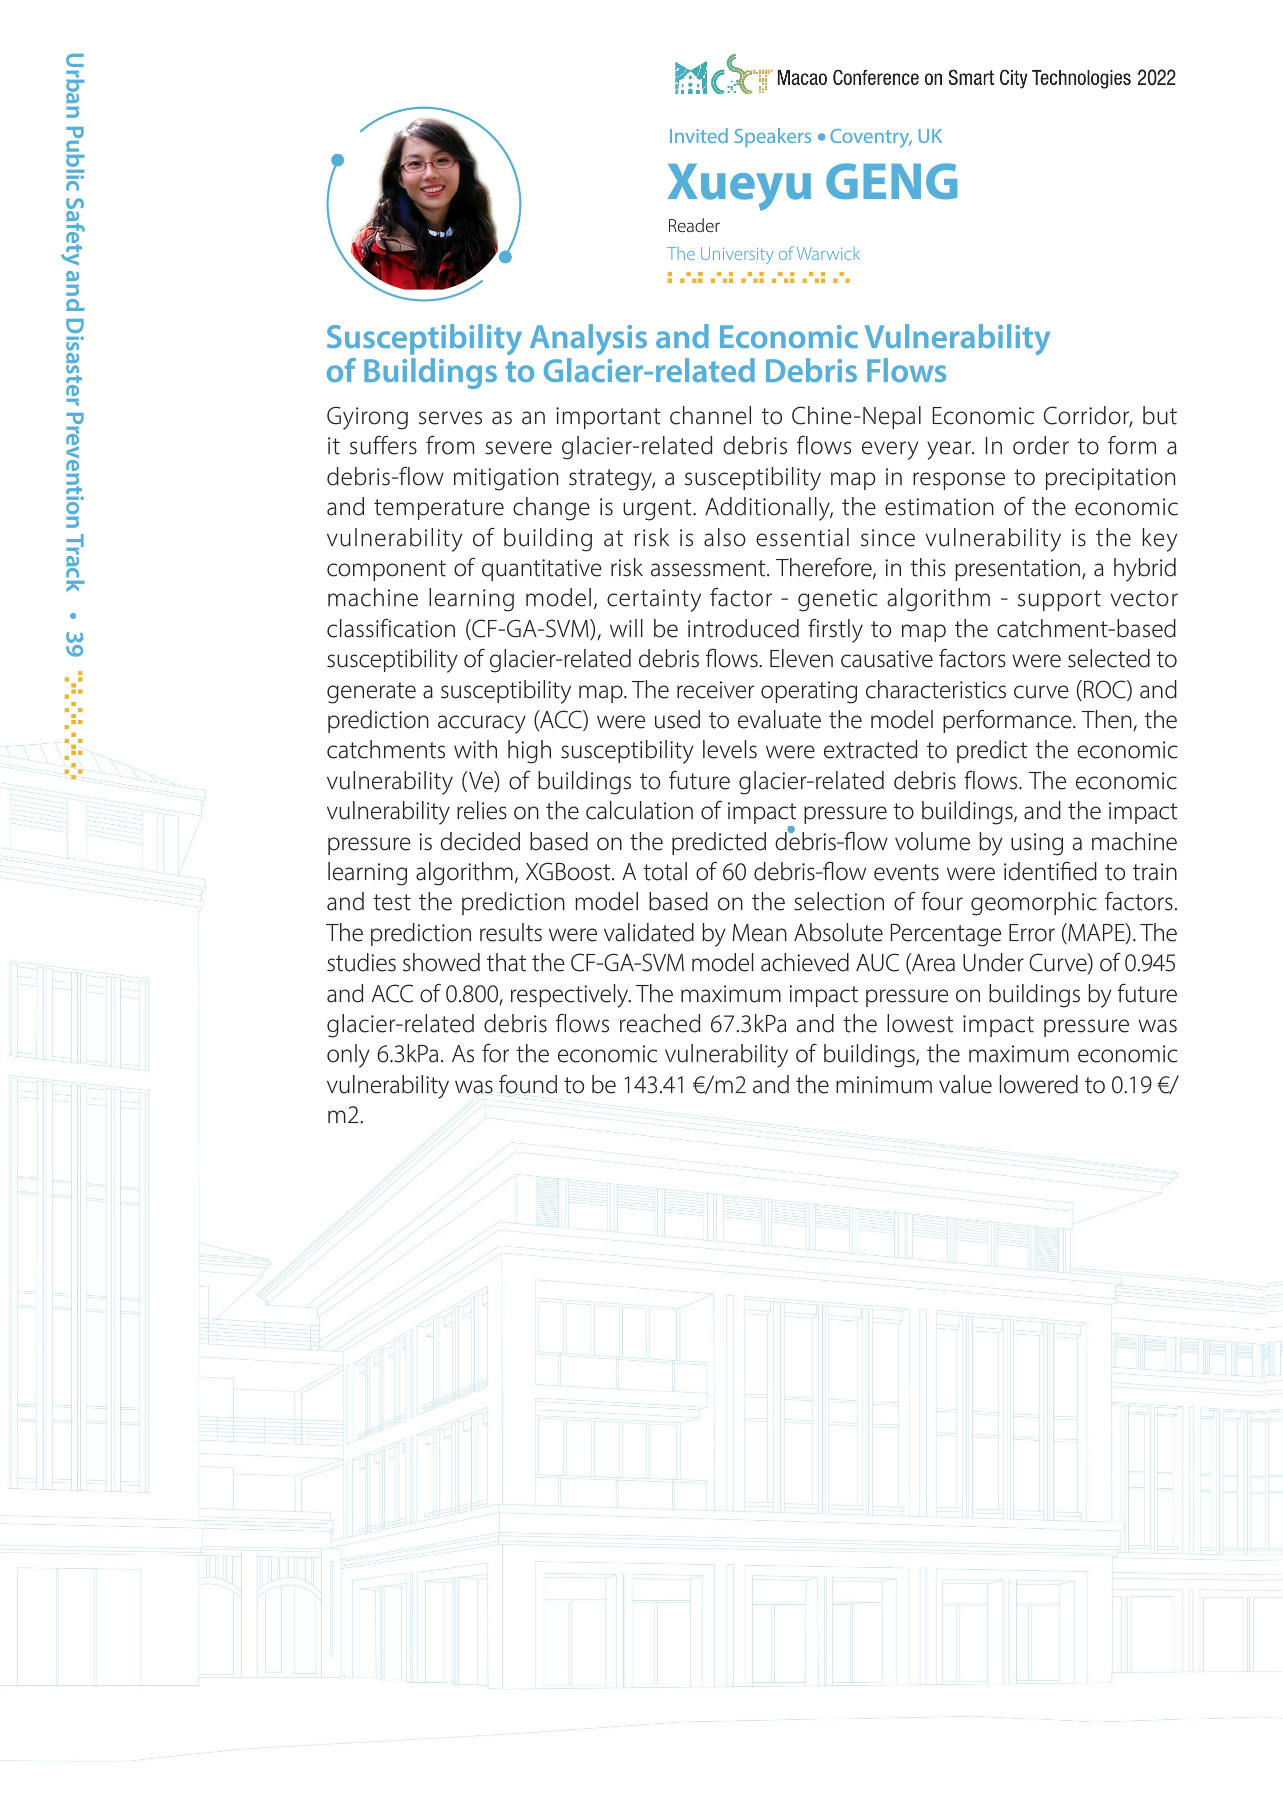 Urban Public Safety and Disaster Prevention Track • 39
MCSCT Macao Conference on Smart City Technologies 2022
Invited Speakers • Coventry, UK
Xueyu GENG
Reader
The University of Warwick
Susceptibility Analysis and Economic Vulnerability
of Buildings to Glacier-related Debris Flows
Gyirong serves as an important channel to Chine-Nepal Economic Corridor, but
it suffers from severe glacier-related debris flows every year. In order to form a
debris-flow mitigation strategy, a susceptibility map in response to precipitation
and temperature change is urgent. Additionally, the estimation of the economic
vulnerability of building at risk is also essential since vulnerability is the key
component of quantitative risk assessment. Therefore, in this presentation, a hybrid
machine learning model, certainty factor - genetic algorithm - support vector
classification (CF-GA-SVM), will be introduced firstly to map the catchment-based
susceptibility of glacier-related debris flows. Eleven causative factors were selected to
generate a susceptibility map. The receiver operating characteristics curve (ROC) and
prediction accuracy (ACC) were used to evaluate the model performance. Then, the
catchments with high susceptibility levels were extracted to predict the economic
vulnerability (Ve) of buildings to future glacier-related debris flows. The economic
vulnerability relies on the calculation of impact pressure to buildings, and the impact
pressure is decided based on the predicted debris-flow volume by using a machine
learning algorithm, XGBoost. A total of 60 debris-flow events were identified to train
and test the prediction model based on the selection of four geomorphic factors.
The prediction results were validated by Mean Absolute Percentage Error (MAPE). The
studies showed that the CF-GA-SVM model achieved AUC (Area Under Curve) of 0.945
and ACC of 0.800, respectively. The maximum impact pressure on buildings by future
glacier-related debris flows reached 67.3kPa and the lowest impact pressure was
only 6.3kPa. As for the economic vulnerability of buildings, the maximum economic
vulnerability was found to be 143.41 €/m2 and the minimum value lowered to 0.19 €/
m2.